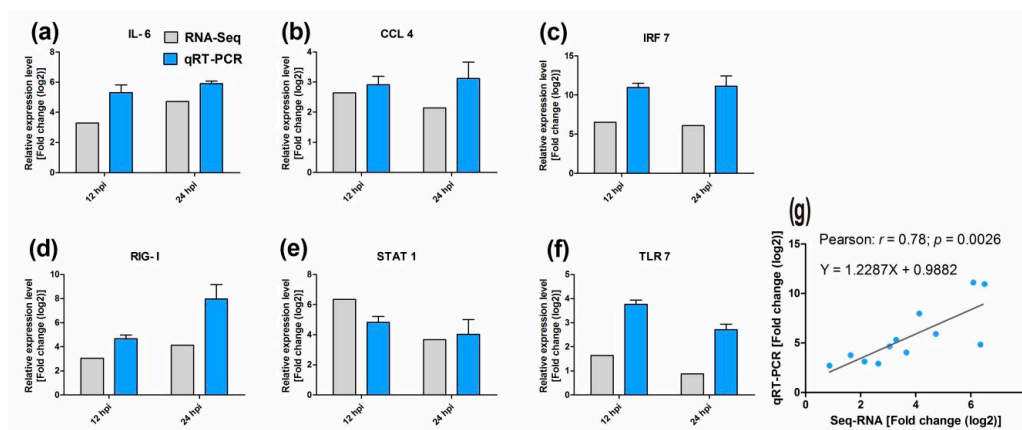 (a)
IL- 6
RNA-Seq
qRT-PCR
Relative expression level
[Fold change (log2)]
8
6
4
2
0
12 hpi
24 hpi
(b)
CCL 4
Relative expression level
[Fold change (log2)]
4
3
2
1
0
12 hpi
24 hpi
(c)
IRF 7
Relative expression level
[Fold change (log2)]
15
10
5
0
12 hpi
24 hpi
(d)
RIG- I
Relative expression level
[Fold change (log2)]
10
8
6
4
2
0
12 hpi
24 hpi
(e)
STAT 1
Relative expression level
[Fold change (log2)]
8
6
4
2
0
12 hpi
24 hpi
(f)
TLR 7
Relative expression level
[Fold change (log2)]
5
4
3
2
1
0
12 hpi
24 hpi
(g)
Pearson: r = 0.78; p = 0.0026
Y = 1.2287X + 0.9882
qRT-PCR [Fold change (log2)]
15
10
5
0
0
2
4
6
Seq-RNA [Fold change (log2)]